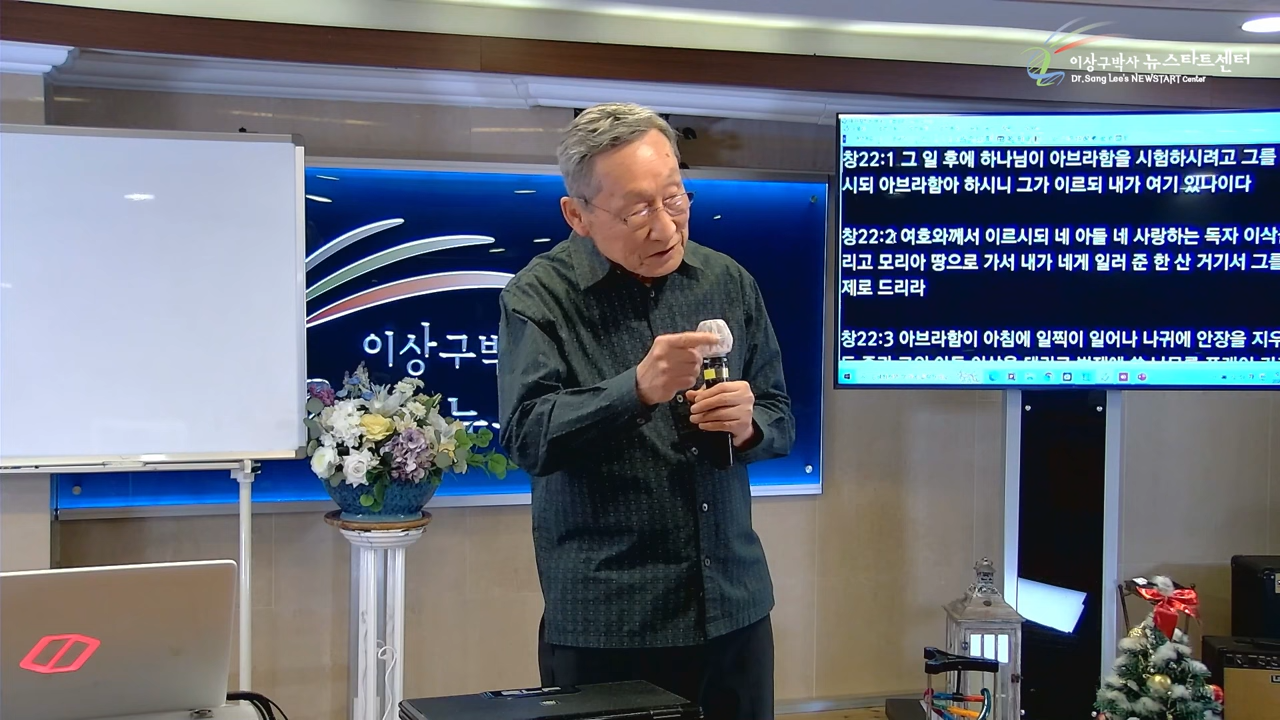 이상구박사 뉴스타트센터
Dr. Sang Lee's NEWSTART Center
창22:1 그 일 후에 하나님이 아브라함을 시험하시려고 그를
시되 아브라함아 하시니 그가 이르되 내가 여기 있나이다
창22:2 여호와께서 이르시되 네 아들 네 사랑하는 독자 이삭
리고 모리아 땅으로 가서 내가 네게 일러 준 한 산 거기서 그를
제로 드리라
창22:3 아브라함이 아침에 일찍이 일어나 나귀에 안장을 지우
이상구
뉴